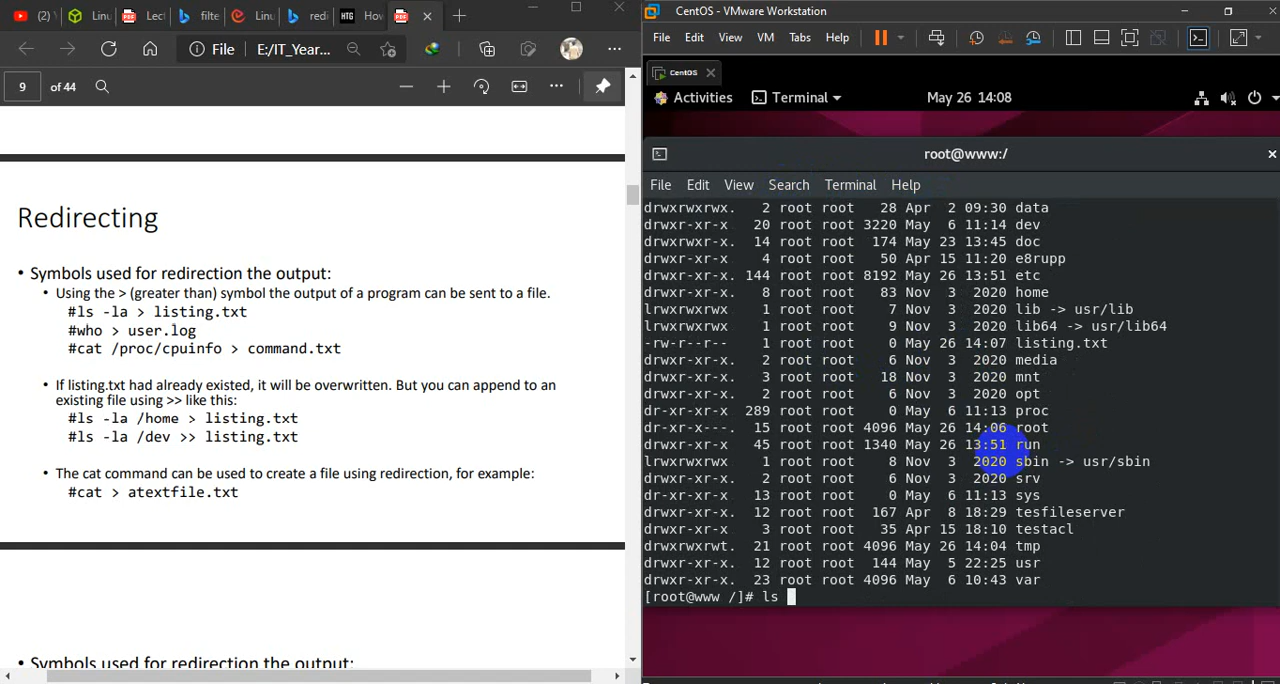 (2)
Linu
Lect
filte
Linu
redi
HTG
How
PDF
File
E:/IT_Year...
9
of 44
Redirecting
• Symbols used for redirection the output:
• Using the > (greater than) symbol the output of a program can be sent to a file.
#ls -la > listing.txt
#who > user.log
#cat /proc/cpuinfo > command.txt
• If listing.txt had already existed, it will be overwritten. But you can append to an
existing file using >> like this:
#ls -la /home > listing.txt
#ls -la /dev >> listing.txt
• The cat command can be used to create a file using redirection, for example:
#cat > atextfile.txt
• Symbols used for redirection the output:
CentOS - VMware Workstation
File Edit View VM Tabs Help
CentOS
Activities Terminal May 26 14:08
root@www:/
File Edit View Search Terminal Help
drwxrwxrwx. 2 root root 28 Apr 2 09:30 data
drwxr-xr-x 20 root root 3220 May 6 11:14 dev
drwxr-xr-x. 14 root root 174 May 23 13:45 doc
drwxr-xr-x 4 root root 50 Apr 15 11:20 e8rupp
drwxr-xr-x. 144 root root 8192 May 26 13:51 etc
drwxr-xr-x. 8 root root 83 Nov 3 2020 home
lrwxrwxrwx 1 root root 7 Nov 3 2020 lib -> usr/lib
lrwxrwxrwx 1 root root 9 Nov 3 2020 lib64 -> usr/lib64
-rw-r--r-- 1 root root 0 May 26 14:07 listing.txt
drwxr-xr-x. 2 root root 6 Nov 3 2020 media
drwxr-xr-x. 3 root root 18 Nov 3 2020 mnt
drwxr-xr-x. 2 root root 6 Nov 3 2020 opt
dr-xr-xr-x 289 root root 0 May 6 11:13 proc
dr-xr-x---. 15 root root 4096 May 26 14:06 root
drwxr-xr-x 45 root root 1340 May 26 13:51 run
lrwxrwxrwx 1 root root 8 Nov 3 2020 sbin -> usr/sbin
drwxr-xr-x. 2 root root 6 Nov 3 2020 srv
dr-xr-xr-x 13 root root 0 May 6 11:13 sys
drwxr-xr-x. 12 root root 167 Apr 8 18:29 tesfileserver
drwxr-xr-x 3 root root 35 Apr 15 18:10 testacl
drwxrwxrwt. 21 root root 4096 May 26 14:04 tmp
drwxr-xr-x. 12 root root 144 May 5 22:25 usr
drwxr-xr-x. 23 root root 4096 May 6 10:43 var
[root@www /]# ls